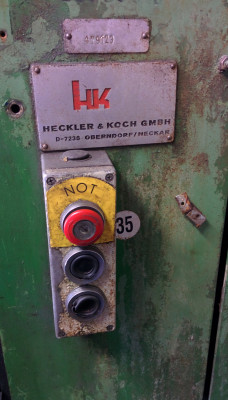 HK
HECKLER & KOCH GMBH
D-7238 OBERNDORF/NECKAR
NOT
35